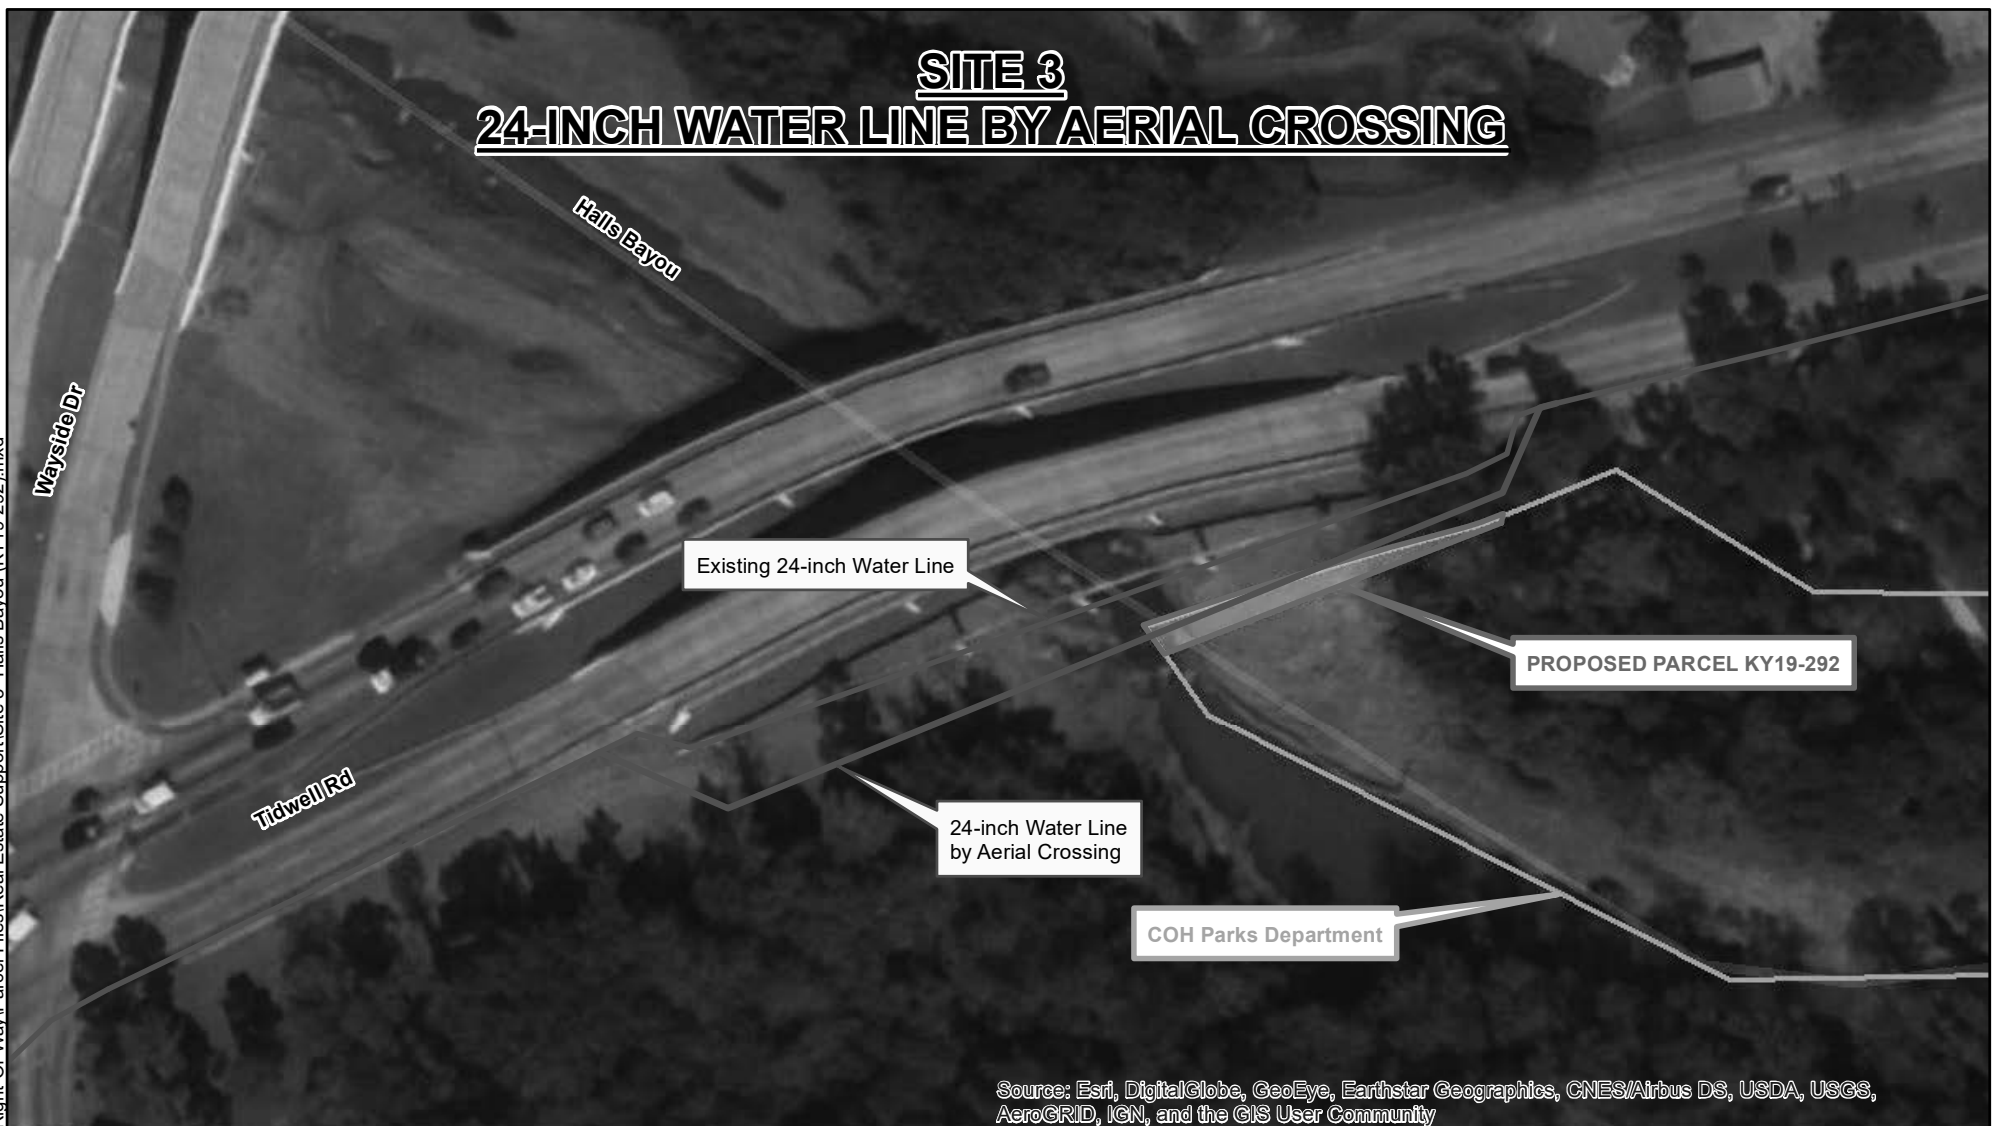 SITE 3
24-INCH WATER LINE BY AERIAL CROSSING
Halls Bayou
Wayside Dr
Existing 24-inch Water Line
PROPOSED PARCEL KY19-292
Tidwell Rd
24-inch Water Line
by Aerial Crossing
COH Parks Department
Source: Esri, DigitalGlobe, GeoEye, Earthstar Geographics, CNES/Airbus DS, USDA, USGS,
AeroGRID, IGN, and the GIS User Community